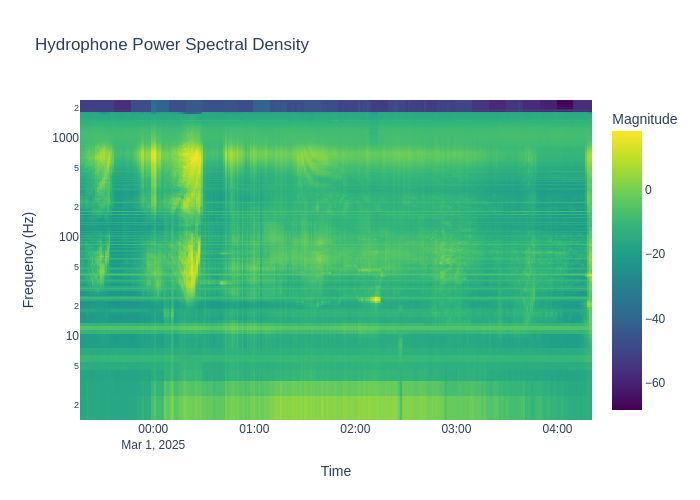 Hydrophone Power Spectral Density
Magnitude
2
1000
5
2
100
5
2
10
5
2
0
−20
−40
−60
Frequency (Hz)
00:00 01:00 02:00 03:00 04:00
Mar 1, 2025
Time